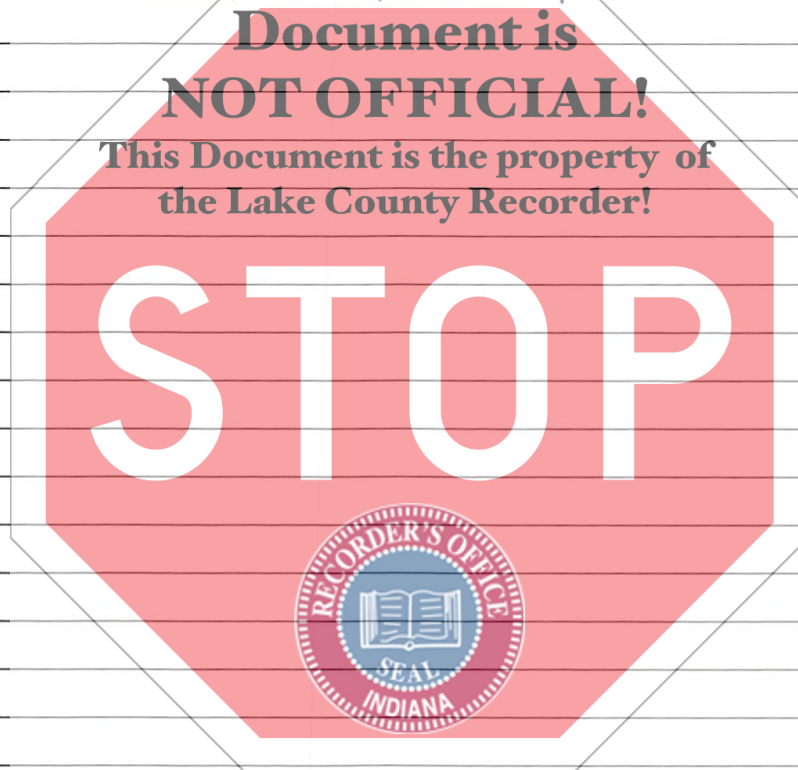 Document is
NOT OFFICIAL!
This Document is the property of
the Lake County Recorder!
STOP
RECORDER'S OFFICE
SEAL
INDIANA